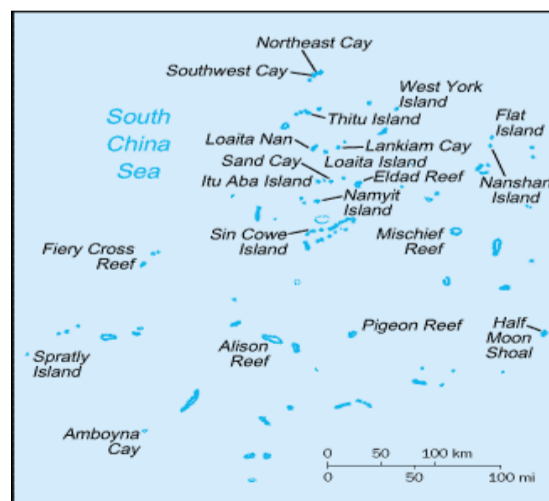 Northeast Cay
Southwest Cay
West York
Island
South
China
Sea
Thitu Island
Flat
Island
Loaita Nan
Lankiam Cay
Sand Cay
Loaita Island
Itu Aba Island
Eldad Reef
Nanshan
Island
Namyit
Island
Sin Cowe
Island
Mischief
Reef
Fiery Cross
Reef
Spratly
Island
Alison
Reef
Pigeon Reef
Half
Moon
Shoal
Amboyna
Cay
0 50 100 km
0 50 100 mi